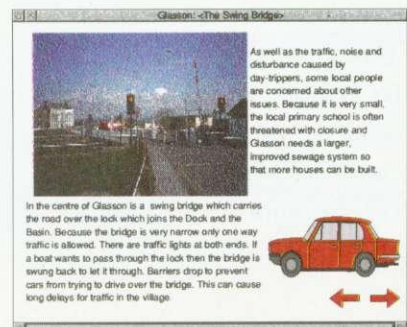 Glasson: <The Swing Bridge>
As well as the traffic, noise and
disturbance caused by
day-trippers, some local people
are concerned about other
issues. Because it is very small,
the local primary school is often
threatened with closure and
Glasson needs a larger,
improved sewage system so
that more houses can be built.
In the centre of Glasson is a swing bridge which carries
the road over the lock which joins the Dock and the
Basin. Because the bridge is very narrow only one way
traffic is allowed. There are traffic lights at both ends. If
a boat wants to pass through the lock then the bridge is
swung back to let it through. Barriers drop to prevent
cars from trying to drive over the bridge. This can cause
long delays for traffic in the village.